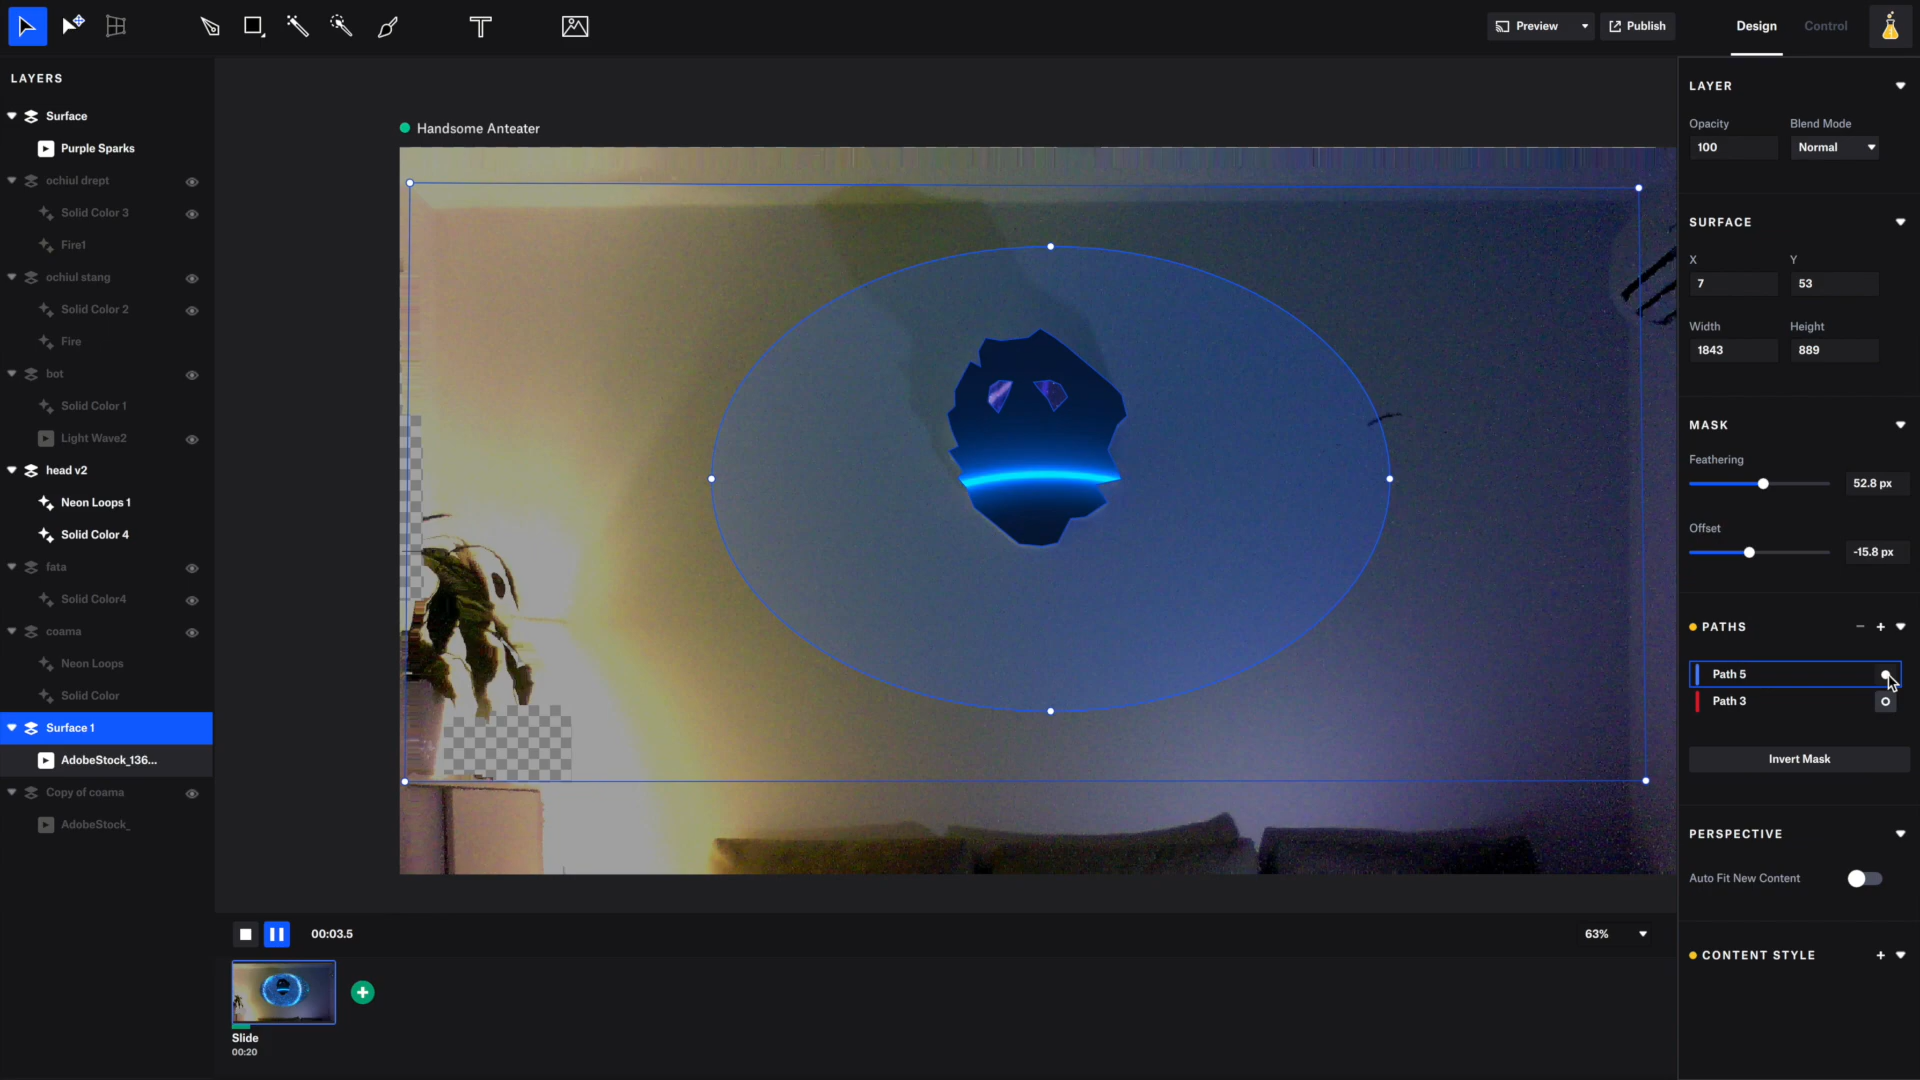 Preview
Publish
Design
Control
LAYERS
Surface
Purple Sparks
ochiul drept
Solid Color 3
Fire1
ochiul stang
Solid Color 2
Fire
bot
Solid Color 1
Light Wave2
head v2
Neon Loops 1
Solid Color 4
fata
Solid Color4
coama
Neon Loops
Solid Color
Surface 1
AdobeStock_136...
Copy of coama
AdobeStock_
Handsome Anteater
00:03.5
63%
Slide
00:20
LAYER
Opacity
Blend Mode
100
Normal
SURFACE
X
Y
7
53
Width
Height
1843
889
MASK
Feathering
52.8 px
Offset
-15.8 px
PATHS
Path 5
Path 3
Invert Mask
PERSPECTIVE
Auto Fit New Content
CONTENT STYLE